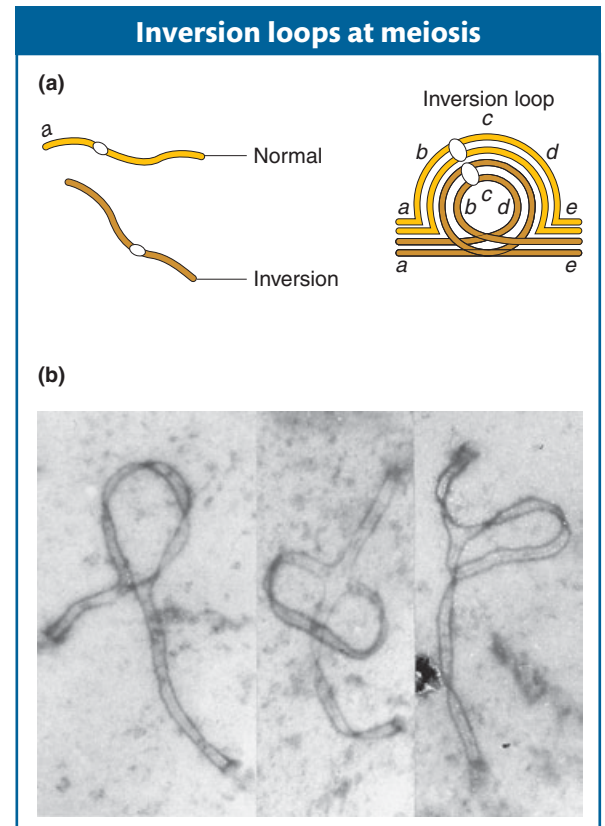 Inversion loops at meiosis
(a)
a
Normal
Inversion
Inversion loop
c
b
d
c
a
b
d
e
a
e
(b)